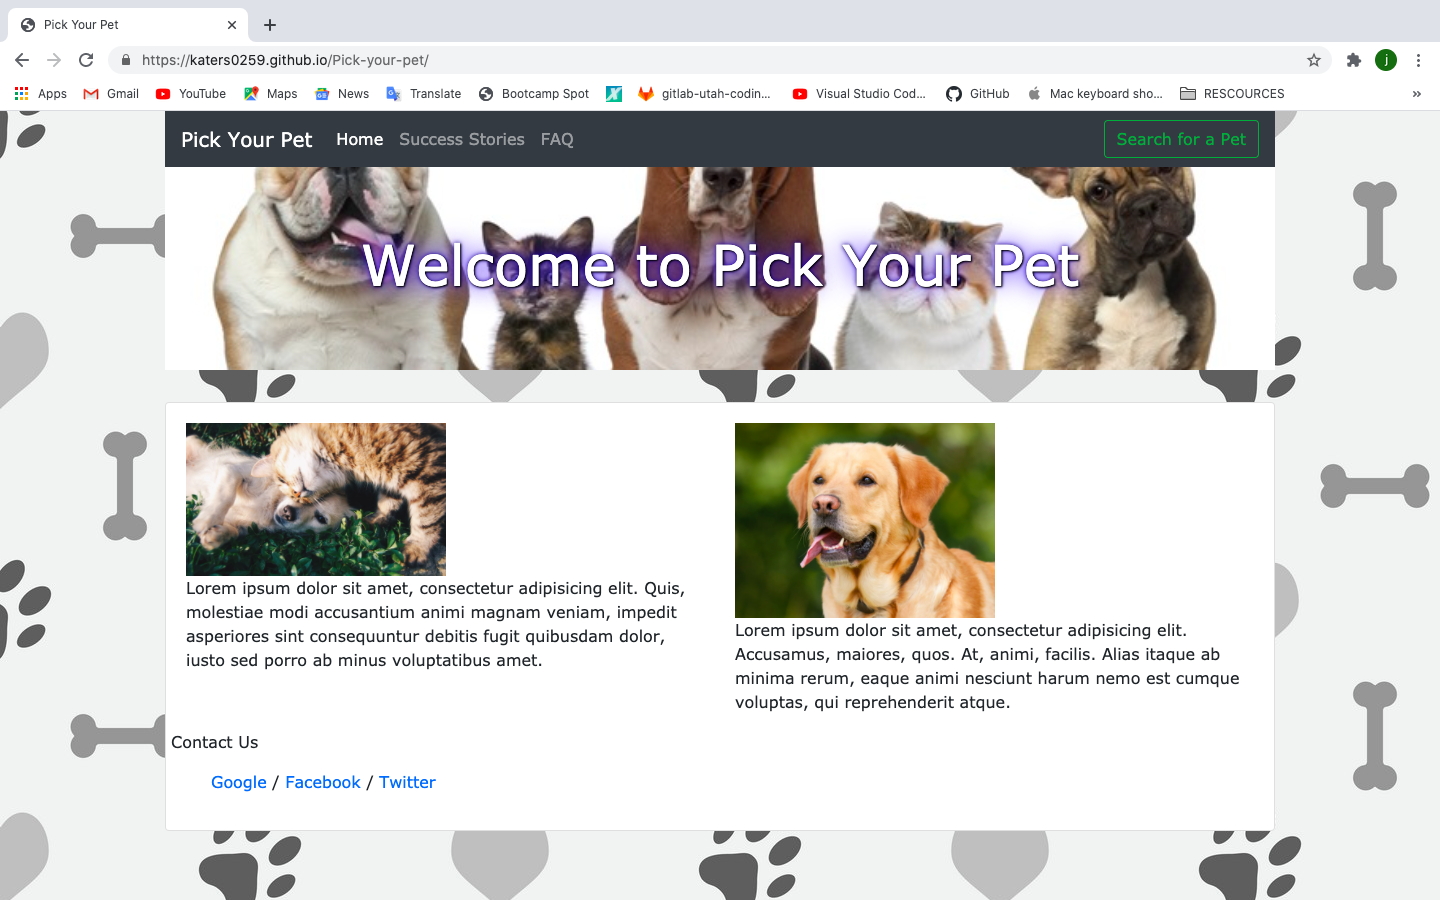 Pick Your Pet
https://katers0259.github.io/Pick-your-pet/
j
Apps Gmail YouTube Maps News Translate Bootcamp Spot gitlab-utah-codin... Visual Studio Cod... GitHub Mac keyboard sho... RESCOURCES »
Pick Your Pet Home Success Stories FAQ Search for a Pet
Welcome to Pick Your Pet
Lorem ipsum dolor sit amet, consectetur adipisicing elit. Quis,
molestiae modi accusantium animi magnam veniam, impedit
asperiores sint consequuntur debitis fugit quibusdam dolor,
iusto sed porro ab minus voluptatibus amet.
Lorem ipsum dolor sit amet, consectetur adipisicing elit.
Accusamus, maiores, quos. At, animi, facilis. Alias itaque ab
minima rerum, eaque animi nesciunt harum nemo est cumque
voluptas, qui reprehenderit atque.
Contact Us
Google / Facebook / Twitter